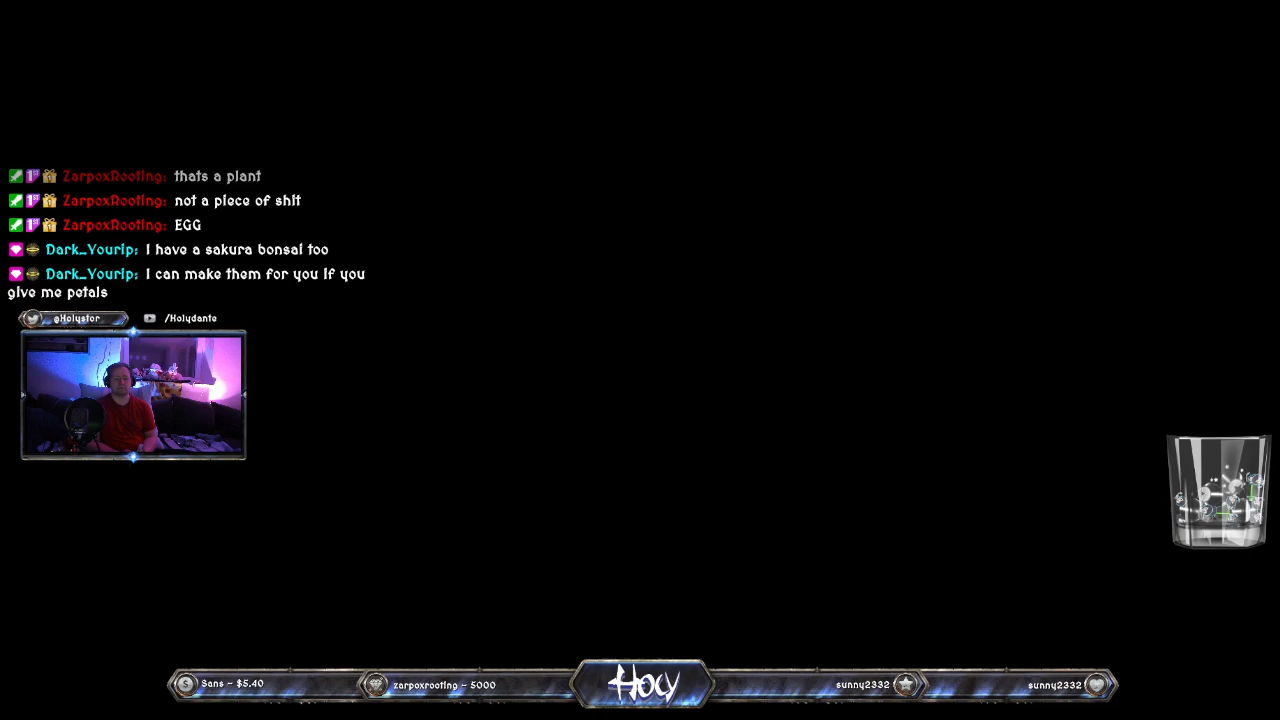 ZarpoxRooting: thats a plant
ZarpoxRooting: not a piece of shit
ZarpoxRooting: EGG
Dark_Yourip: I have a sakura bonsai too
Dark_Yourip: I can make them for you if you
give me petals
@Holystor /Holydante
Sans ~ $5.40 zarpoxrooting ~ 5000 Holy sunny2332 sunny2332